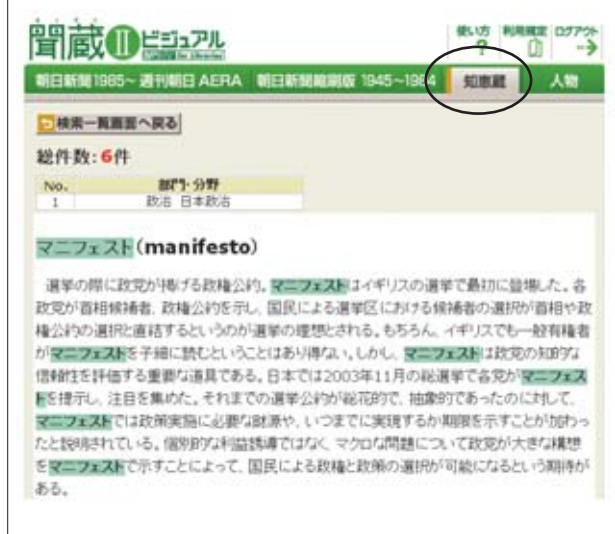 聞蔵Ⅱビジュアル
使い方 利用規定 ログアウト
朝日新聞1985~ 週刊朝日 AERA 朝日新聞縮刷版 1945~1984 知恵蔵 人物
検索一覧画面へ戻る
総件数:6件
No. 部門・分野
1 政治 日本政治
マニフェスト(manifesto)
選挙の際に政党が掲げる政権公約。マニフェストはイギリスの選挙で最初に登場した。各
政党が首相候補者、政権公約を示し、国民による選挙区における候補者の選択が首相や政
権公約の選択と直結するというのが選挙の理想とされる。もちろん、イギリスでも一般有権者
がマニフェストを子細に読むということはあり得ない。しかし、マニフェストは政党の知的な
信頼性を評価する重要な道具である。日本では2003年11月の総選挙で各党がマニフェス
トを提示し、注目を集めた。それまでの選挙公約が総花的で、抽象的であったのに対して、
マニフェストでは政策実施に必要な財源や、いつまでに実現するか期限を示すことが加わっ
たと説明されている。個別的な利益誘導ではなく、マクロな問題について政党が大きな構想
をマニフェストで示すことによって、国民による政権と政策の選択が可能になるという期待が
ある。